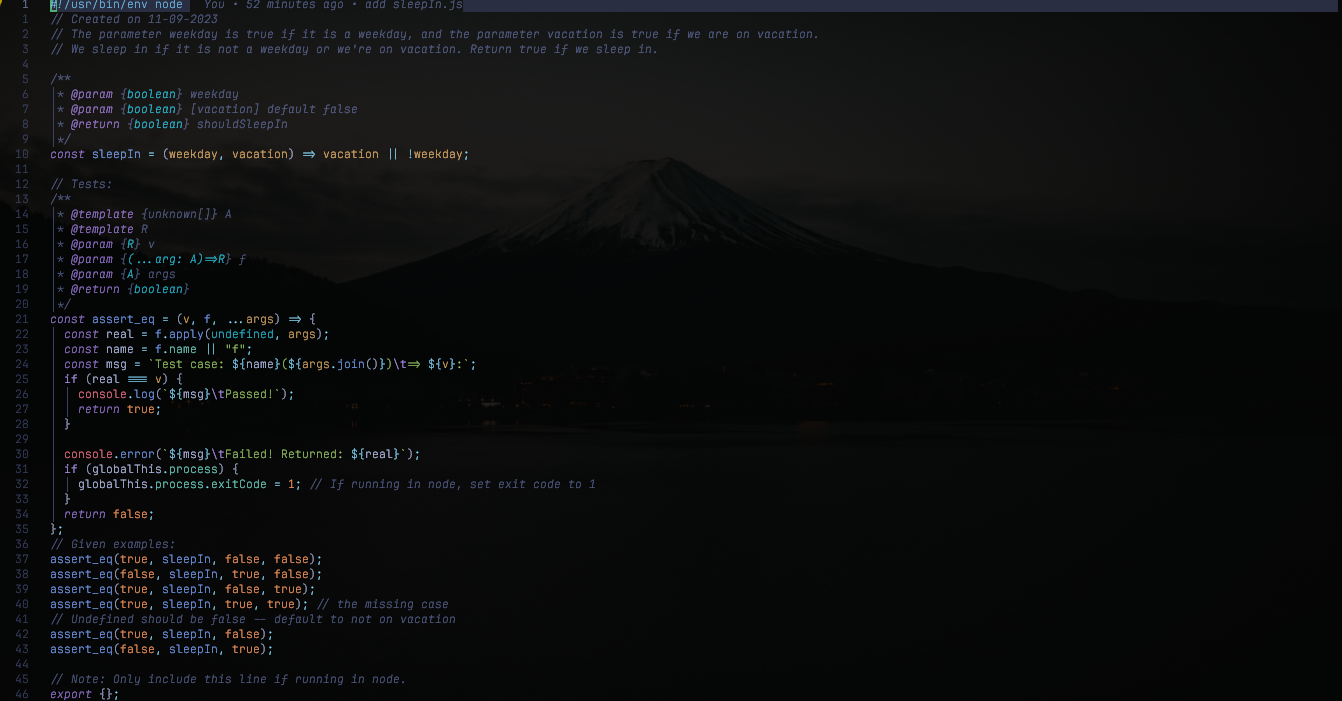 1 #!/usr/bin/env node You • 52 minutes ago • add sleepIn.js
1 // Created on 11-09-2023
2 // The parameter weekday is true if it is a weekday, and the parameter vacation is true if we are on vacation.
3 // We sleep in if it is not a weekday or we're on vacation. Return true if we sleep in.
4
5 /**
6 * @param {boolean} weekday
7 * @param {boolean} [vacation] default false
8 * @return {boolean} shouldSleepIn
9 */
10 const sleepIn = (weekday, vacation) => vacation || !weekday;
11
12 // Tests:
13 /**
14 * @template {unknown[]} A
15 * @template R
16 * @param {R} v
17 * @param {(...arg: A)=>R} f
18 * @param {A} args
19 * @return {boolean}
20 */
21 const assert_eq = (v, f, ...args) => {
22 const real = f.apply(undefined, args);
23 const name = f.name || "f";
24 const msg = `Test case: ${name}(${args.join()})\t=> ${v}:`;
25 if (real === v) {
26 console.log(`${msg}\tPassed!`);
27 return true;
28 }
29
30 console.error(`${msg}\tFailed! Returned: ${real}`);
31 if (globalThis.process) {
32 globalThis.process.exitCode = 1; // If running in node, set exit code to 1
33 }
34 return false;
35 };
36 // Given examples:
37 assert_eq(true, sleepIn, false, false);
38 assert_eq(false, sleepIn, true, false);
39 assert_eq(true, sleepIn, false, true);
40 assert_eq(true, sleepIn, true, true); // the missing case
41 // Undefined should be false -- default to not on vacation
42 assert_eq(true, sleepIn, false);
43 assert_eq(false, sleepIn, true);
44
45 // Note: Only include this line if running in node.
46 export {};